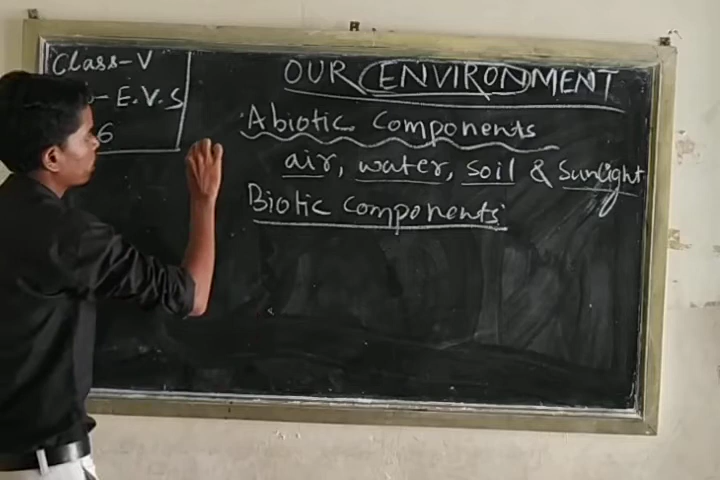 Class-V
- E.V.S
6
OUR ENVIRONMENT
Abiotic Components
air, water, soil & Sunlight
Biotic Components